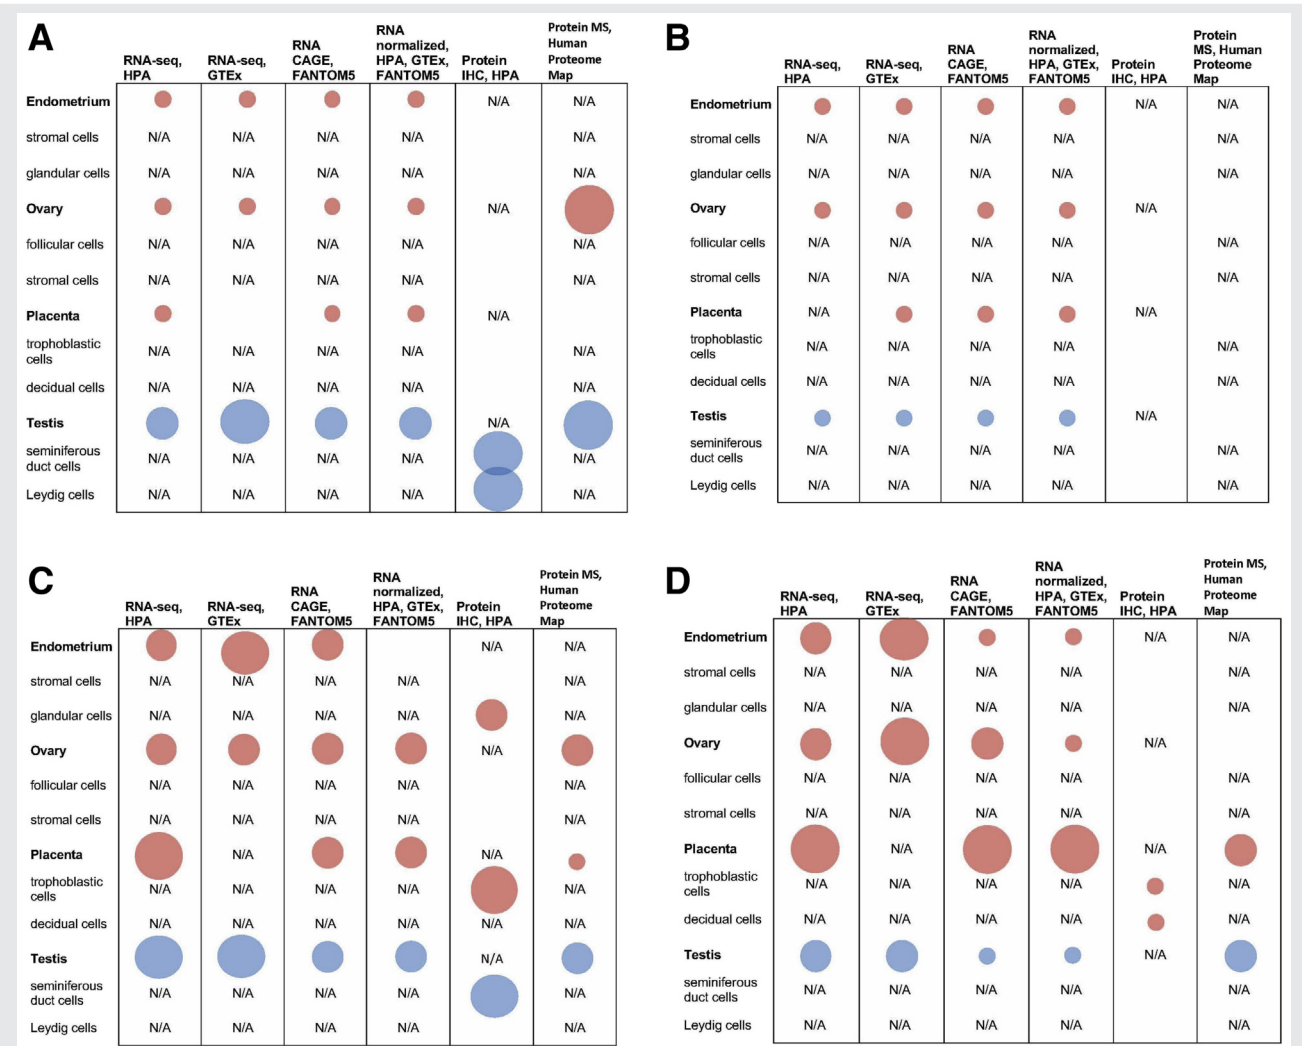 A
RNA-seq,
HPA
RNA-seq,
GTEx
RNA
CAGE,
FANTOM5
RNA
normalized,
HPA, GTEx,
FANTOM5
Protein
IHC, HPA
Protein MS,
Human
Proteome
Map
Endometrium N/A N/A
stromal cells N/A N/A N/A N/A N/A
glandular cells N/A N/A N/A N/A N/A
Ovary N/A
follicular cells N/A N/A N/A N/A N/A
stromal cells N/A N/A N/A N/A N/A
Placenta N/A
trophoblastic
cells N/A N/A N/A N/A N/A
decidual cells N/A N/A N/A N/A N/A
Testis N/A
seminiferous
duct cells N/A N/A N/A N/A N/A
Leydig cells N/A N/A N/A N/A N/A
B
RNA-seq,
HPA
RNA-seq,
GTEx
RNA
CAGE,
FANTOM5
RNA
normalized,
HPA, GTEx,
FANTOM5
Protein
IHC, HPA
Protein
MS, Human
Proteome
Map
Endometrium N/A N/A
stromal cells N/A N/A N/A N/A N/A
glandular cells N/A N/A N/A N/A N/A
Ovary N/A
follicular cells N/A N/A N/A N/A N/A
stromal cells N/A N/A N/A N/A N/A
Placenta N/A N/A
trophoblastic
cells N/A N/A N/A N/A N/A
decidual cells N/A N/A N/A N/A N/A
Testis N/A
seminiferous
duct cells N/A N/A N/A N/A N/A
Leydig cells N/A N/A N/A N/A N/A
C
RNA-seq,
HPA
RNA-seq,
GTEx
RNA
CAGE,
FANTOM5
RNA
normalized,
HPA, GTEx,
FANTOM5
Protein
IHC, HPA
Protein MS,
Human
Proteome
Map
Endometrium N/A N/A
stromal cells N/A N/A N/A N/A N/A
glandular cells N/A N/A N/A N/A N/A
Ovary N/A
follicular cells N/A N/A N/A N/A N/A
stromal cells N/A N/A N/A N/A N/A
Placenta N/A N/A
trophoblastic
cells N/A N/A N/A N/A N/A
decidual cells N/A N/A N/A N/A N/A N/A
Testis N/A
seminiferous
duct cells N/A N/A N/A N/A N/A
Leydig cells N/A N/A N/A N/A N/A
D
RNA-seq,
HPA
RNA-seq,
GTEx
RNA
CAGE,
FANTOM5
RNA
normalized,
HPA, GTEx,
FANTOM5
Protein
IHC, HPA
Protein MS,
Human
Proteome
Map
Endometrium N/A N/A
stromal cells N/A N/A N/A N/A N/A
glandular cells N/A N/A N/A N/A N/A
Ovary N/A
follicular cells N/A N/A N/A N/A N/A
stromal cells N/A N/A N/A N/A N/A
Placenta N/A N/A
trophoblastic
cells N/A N/A N/A N/A N/A
decidual cells N/A N/A N/A N/A N/A
Testis N/A
seminiferous
duct cells N/A N/A N/A N/A N/A
Leydig cells N/A N/A N/A N/A N/A